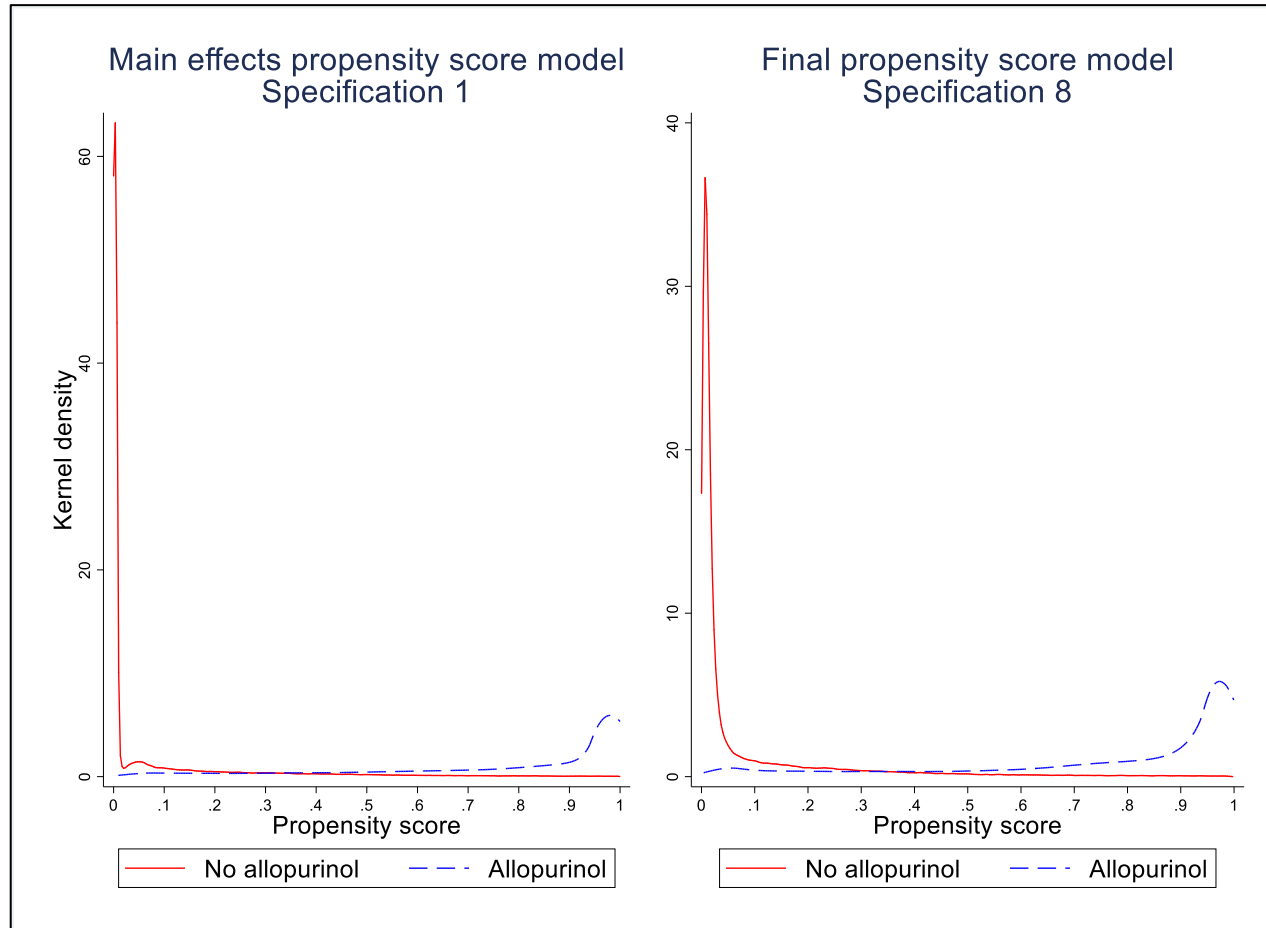 Main effects propensity score model
Specification 1
Kernel density
60
40
20
0
0 .1 .2 .3 .4 .5 .6 .7 .8 .9 1
Propensity score
No allopurinol Allopurinol
Final propensity score model
Specification 8
40
30
20
10
0
0 .1 .2 .3 .4 .5 .6 .7 .8 .9 1
Propensity score
No allopurinol Allopurinol